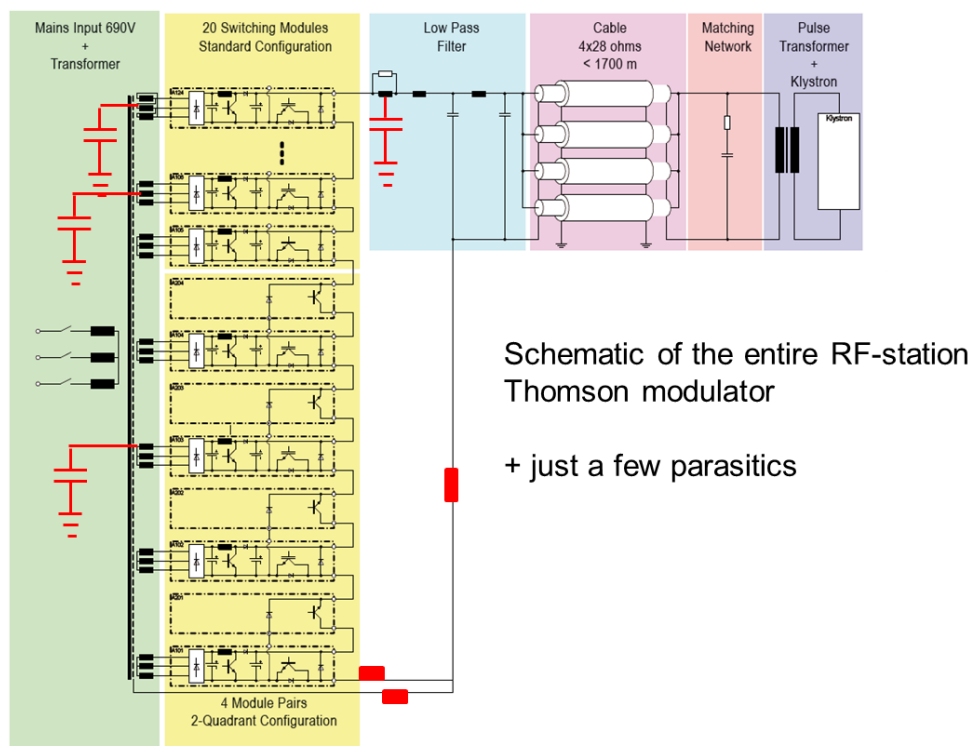 Mains Input 690V
+
Transformer
20 Switching Modules
Standard Configuration
Low Pass
Filter
Cable
4x28 ohms
< 1700 m
Matching
Network
Pulse
Transformer
+
Klystron
Klystron
Schematic of the entire RF-station
Thomson modulator
+ just a few parasitics
4 Module Pairs
2-Quadrant Configuration